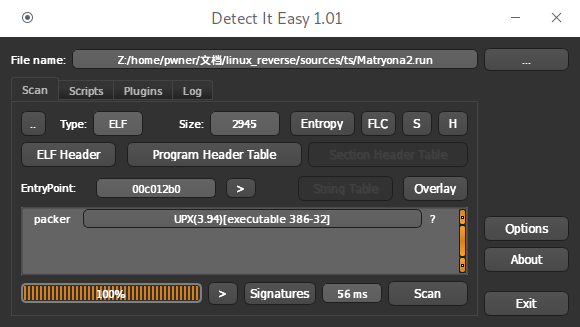 Detect It Easy 1.01
File name: Z:/home/pwner/文档/linux_reverse/sources/ts/Matryona2.run ...
Scan Scripts Plugins Log
.. Type: ELF Size: 2945 Entropy FLC S H
ELF Header Program Header Table Section Header Table
EntryPoint: 00c012b0 > String Table Overlay
packer UPX(3.94)[executable 386-32] ?
Options
About
100% > Signatures 56 ms Scan
Exit